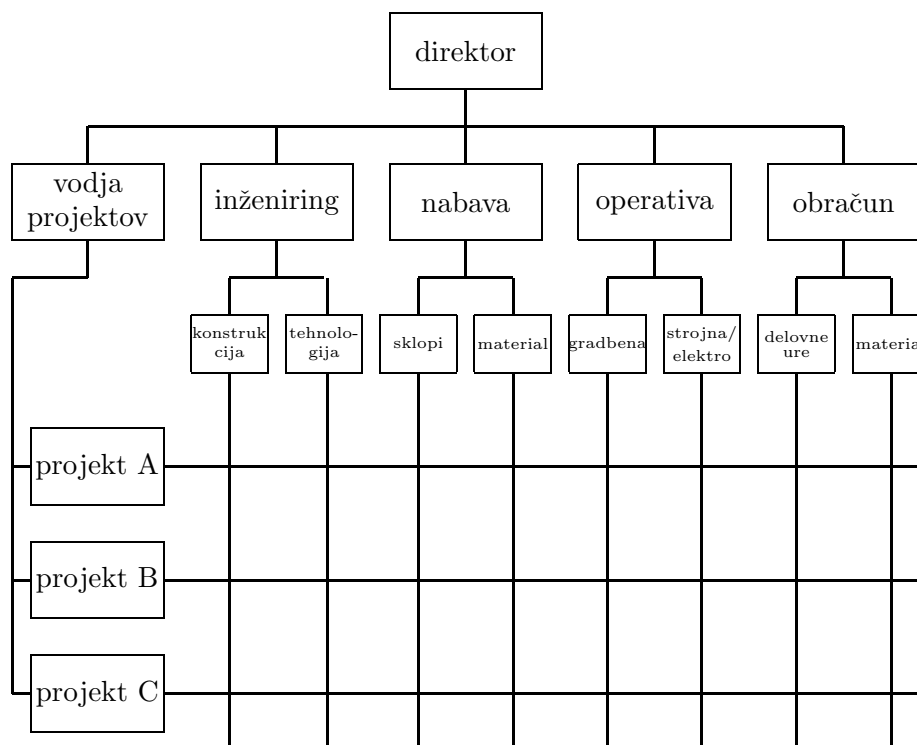 direktor
vodja
projektov
inženiring
nabava
operativa
obračun
konstruk
cija
tehnolo-
gija
sklopi
material
gradbena
strojna/
elektro
delovne
ure
materia
projekt A
projekt B
projekt C